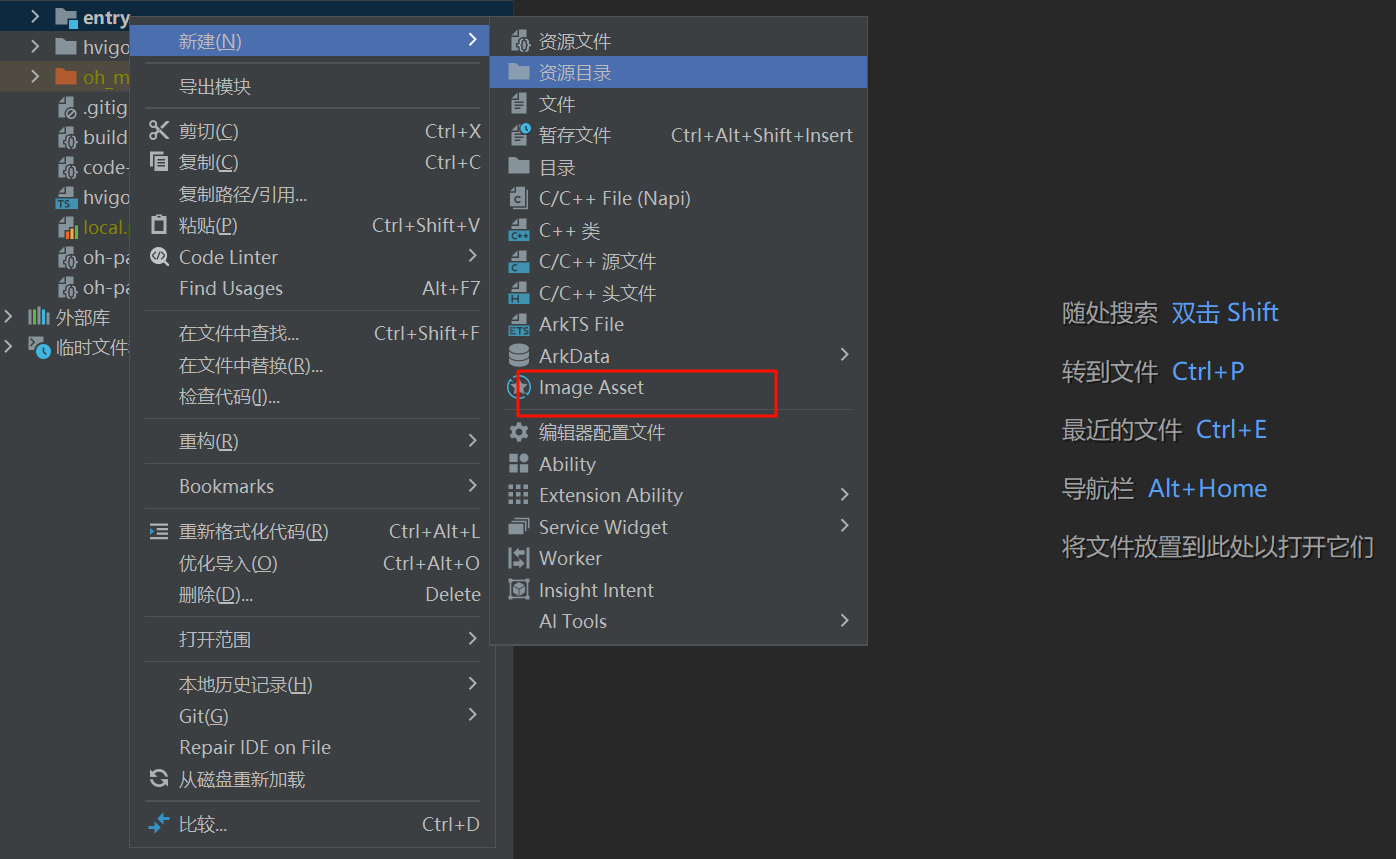 entry
hvigo
oh_m
.gitig
build
code-
hvigo
local.
oh-pa
oh-pa
外部库
临时文件
新建(N)
导出模块
剪切(C) Ctrl+X
复制(C) Ctrl+C
复制路径/引用...
粘贴(P) Ctrl+Shift+V
Code Linter
Find Usages Alt+F7
在文件中查找... Ctrl+Shift+F
在文件中替换(R)...
检查代码(I)...
重构(R)
Bookmarks
重新格式化代码(R) Ctrl+Alt+L
优化导入(O) Ctrl+Alt+O
删除(D)... Delete
打开范围
本地历史记录(H)
Git(G)
Repair IDE on File
从磁盘重新加载
比较... Ctrl+D
资源文件
资源目录
文件
暂存文件 Ctrl+Alt+Shift+Insert
目录
C/C++ File (Napi)
C++ 类
C/C++ 源文件
C/C++ 头文件
ArkTS File
ArkData
Image Asset
编辑器配置文件
Ability
Extension Ability
Service Widget
Worker
Insight Intent
AI Tools
随处搜索 双击 Shift
转到文件 Ctrl+P
最近的文件 Ctrl+E
导航栏 Alt+Home
将文件放置到此处以打开它们